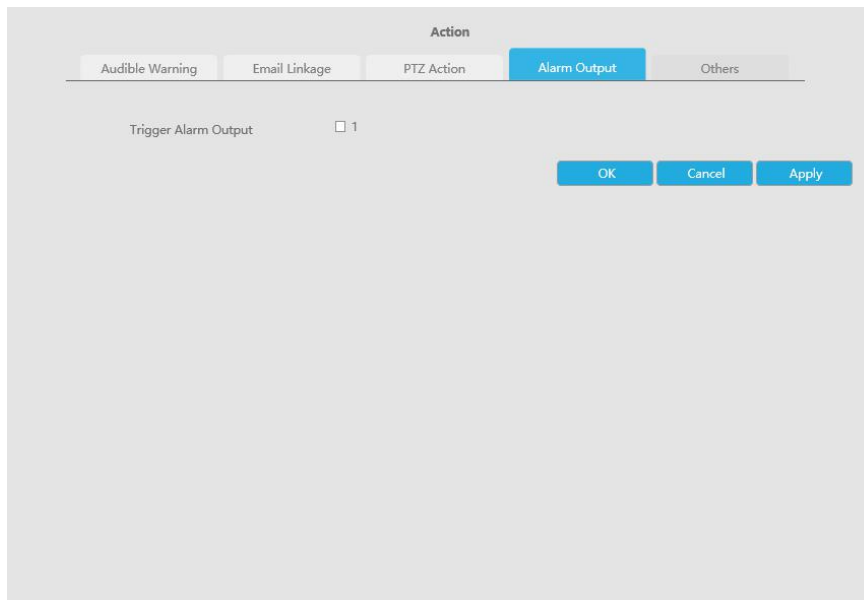 Action
Audible Warning Email Linkage PTZ Action Alarm Output Others
Trigger Alarm Output 1
OK Cancel Apply